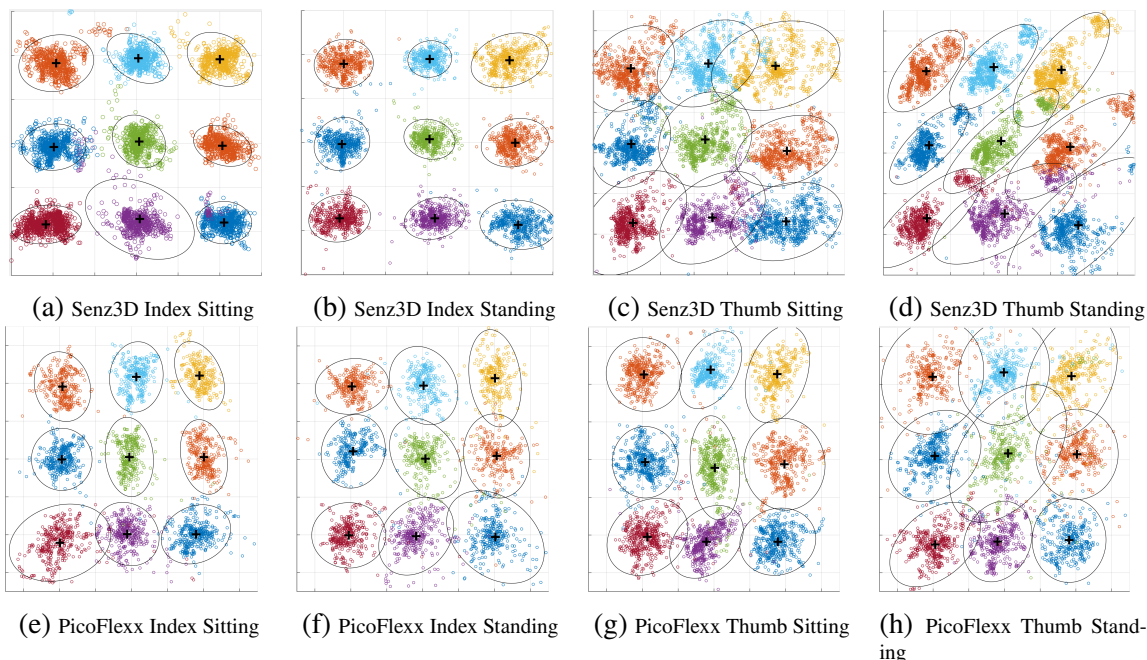 (a) Senz3D Index Sitting
(b) Senz3D Index Standing
(c) Senz3D Thumb Sitting
(d) Senz3D Thumb Standing
(e) PicoFlexx Index Sitting
(f) PicoFlexx Index Standing
(g) PicoFlexx Thumb Sitting
(h) PicoFlexx Thumb Stand-
ing